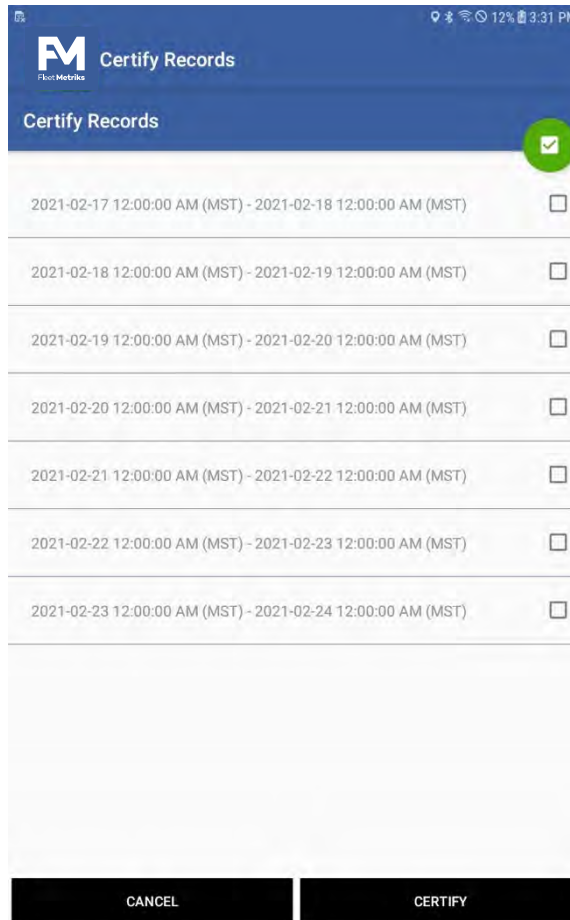 12% 3:31 PM
FM
Fleet Metriks
Certify Records
Certify Records
2021-02-17 12:00:00 AM (MST) - 2021-02-18 12:00:00 AM (MST)
2021-02-18 12:00:00 AM (MST) - 2021-02-19 12:00:00 AM (MST)
2021-02-19 12:00:00 AM (MST) - 2021-02-20 12:00:00 AM (MST)
2021-02-20 12:00:00 AM (MST) - 2021-02-21 12:00:00 AM (MST)
2021-02-21 12:00:00 AM (MST) - 2021-02-22 12:00:00 AM (MST)
2021-02-22 12:00:00 AM (MST) - 2021-02-23 12:00:00 AM (MST)
2021-02-23 12:00:00 AM (MST) - 2021-02-24 12:00:00 AM (MST)
CANCEL
CERTIFY